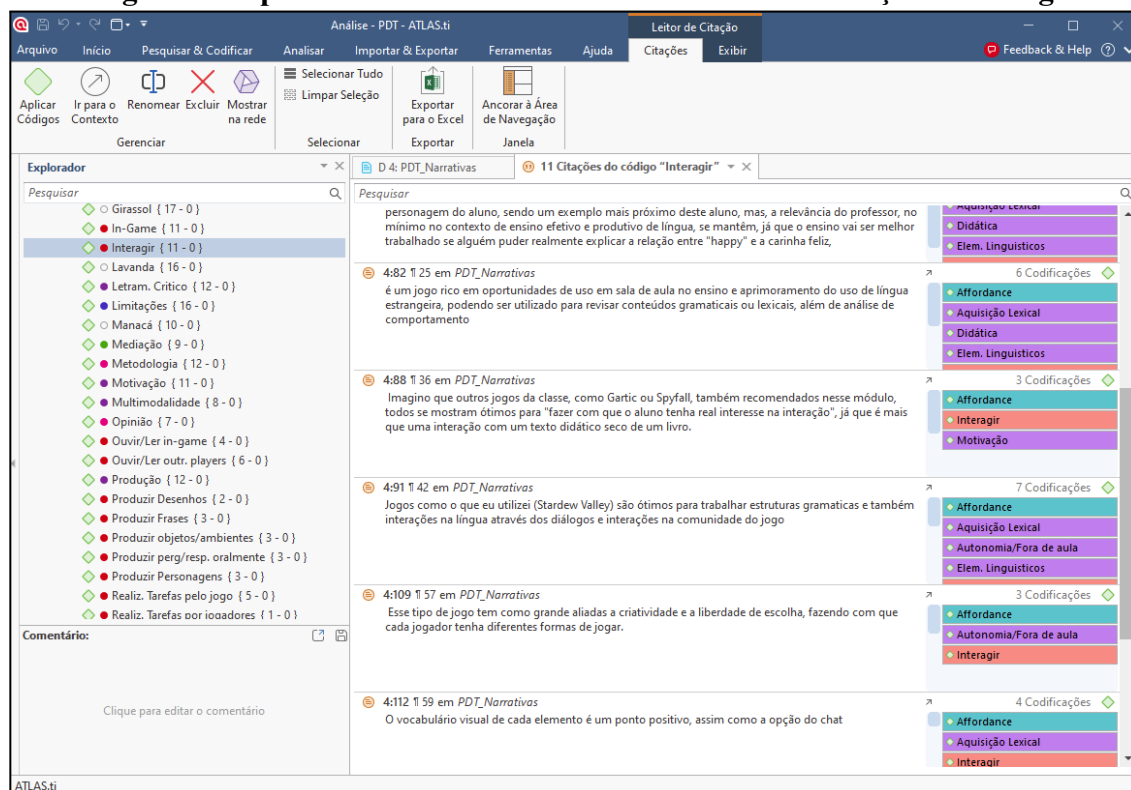 Análise - PDT - ATLAS.ti
Leitor de Citação
Arquivo Início Pesquisar & Codificar Analisar Importar & Exportar Ferramentas Ajuda Citações Exibir Feedback & Help
Aplicar Códigos
Ir para o Contexto
Renomear
Excluir
Mostrar na rede
Gerenciar
Selecionar Tudo
Limpar Seleção
Selecionar
Exportar para o Excel
Exportar
Ancorar à Área de Navegação
Janela
Explorador
Pesquisar
Girassol { 17 - 0 }
In-Game { 11 - 0 }
Interagir { 11 - 0 }
Lavanda { 16 - 0 }
Letram. Critico { 12 - 0 }
Limitações { 16 - 0 }
Manacá { 10 - 0 }
Mediação { 9 - 0 }
Metodologia { 12 - 0 }
Motivação { 11 - 0 }
Multimodalidade { 8 - 0 }
Opinião { 7 - 0 }
Ouvir/Ler in-game { 4 - 0 }
Ouvir/Ler outr. players { 6 - 0 }
Produção { 12 - 0 }
Produzir Desenhos { 2 - 0 }
Produzir Frases { 3 - 0 }
Produzir objetos/ambientes { 3 - 0 }
Produzir perg/resp. oralmente { 3 - 0 }
Produzir Personagens { 3 - 0 }
Realiz. Tarefas pelo jogo { 5 - 0 }
Realiz. Tarefas por jogadores { 1 - 0 }
Comentário:
Clique para editar o comentário
D 4: PDT_Narrativas
11 Citações do código "Interagir"
Pesquisar
personagem do aluno, sendo um exemplo mais próximo deste aluno, mas, a relevância do professor, no
mínimo no contexto de ensino efetivo e produtivo de língua, se mantém, já que o ensino vai ser melhor
trabalhado se alguém puder realmente explicar a relação entre "happy" e a carinha feliz,
Aquisição Lexical
Didática
Elem. Linguisticos
4:82 ¶ 25 em PDT_Narrativas
é um jogo rico em oportunidades de uso em sala de aula no ensino e aprimoramento do uso de língua
estrangeira, podendo ser utilizado para revisar conteúdos gramaticais ou lexicais, além de análise de
comportamento
6 Codificações
Affordance
Aquisição Lexical
Didática
Elem. Linguisticos
4:88 ¶ 36 em PDT_Narrativas
Imagino que outros jogos da classe, como Gartic ou Spyfall, também recomendados nesse módulo,
todos se mostram ótimos para "fazer com que o aluno tenha real interesse na interação", já que é mais
que uma interação com um texto didático seco de um livro.
3 Codificações
Affordance
Interagir
Motivação
4:91 ¶ 42 em PDT_Narrativas
Jogos como o que eu utilizei (Stardew Valley) são ótimos para trabalhar estruturas gramaticas e também
interações na língua através dos diálogos e interações na comunidade do jogo
7 Codificações
Affordance
Aquisição Lexical
Autonomia/Fora de aula
Elem. Linguisticos
4:109 ¶ 57 em PDT_Narrativas
Esse tipo de jogo tem como grande aliadas a criatividade e a liberdade de escolha, fazendo com que
cada jogador tenha diferentes formas de jogar.
3 Codificações
Affordance
Autonomia/Fora de aula
Interagir
4:112 ¶ 59 em PDT_Narrativas
O vocabulário visual de cada elemento é um ponto positivo, assim como a opção do chat
4 Codificações
Affordance
Aquisição Lexical
Interagir
ATLAS.ti